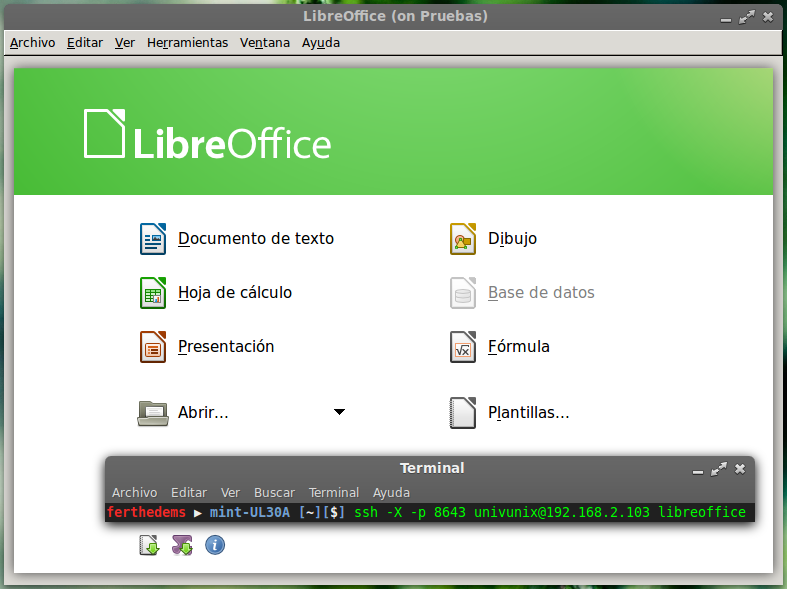 LibreOffice (on Pruebas)
Archivo Editar Ver Herramientas Ventana Ayuda
LibreOffice
Documento de texto Dibujo
Hoja de cálculo Base de datos
Presentación Fórmula
Abrir... Plantillas...
Terminal
Archivo Editar Ver Buscar Terminal Ayuda
ferthedems ▶ mint-UL30A [~][$] ssh -X -p 8643 univunix@192.168.2.103 libreoffice